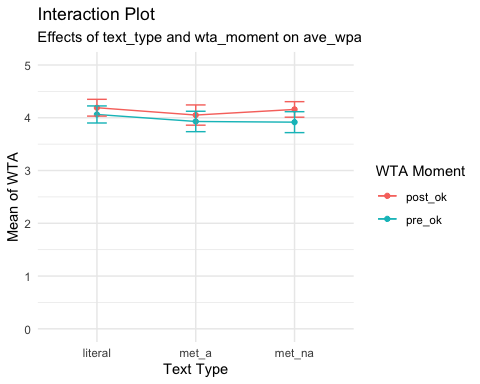 Interaction Plot
Effects of text_type and wta_moment on ave_wpa
5
4
3
2
1
0
Mean of WTA
literal
met_a
met_na
Text Type
WTA Moment
post_ok
pre_ok